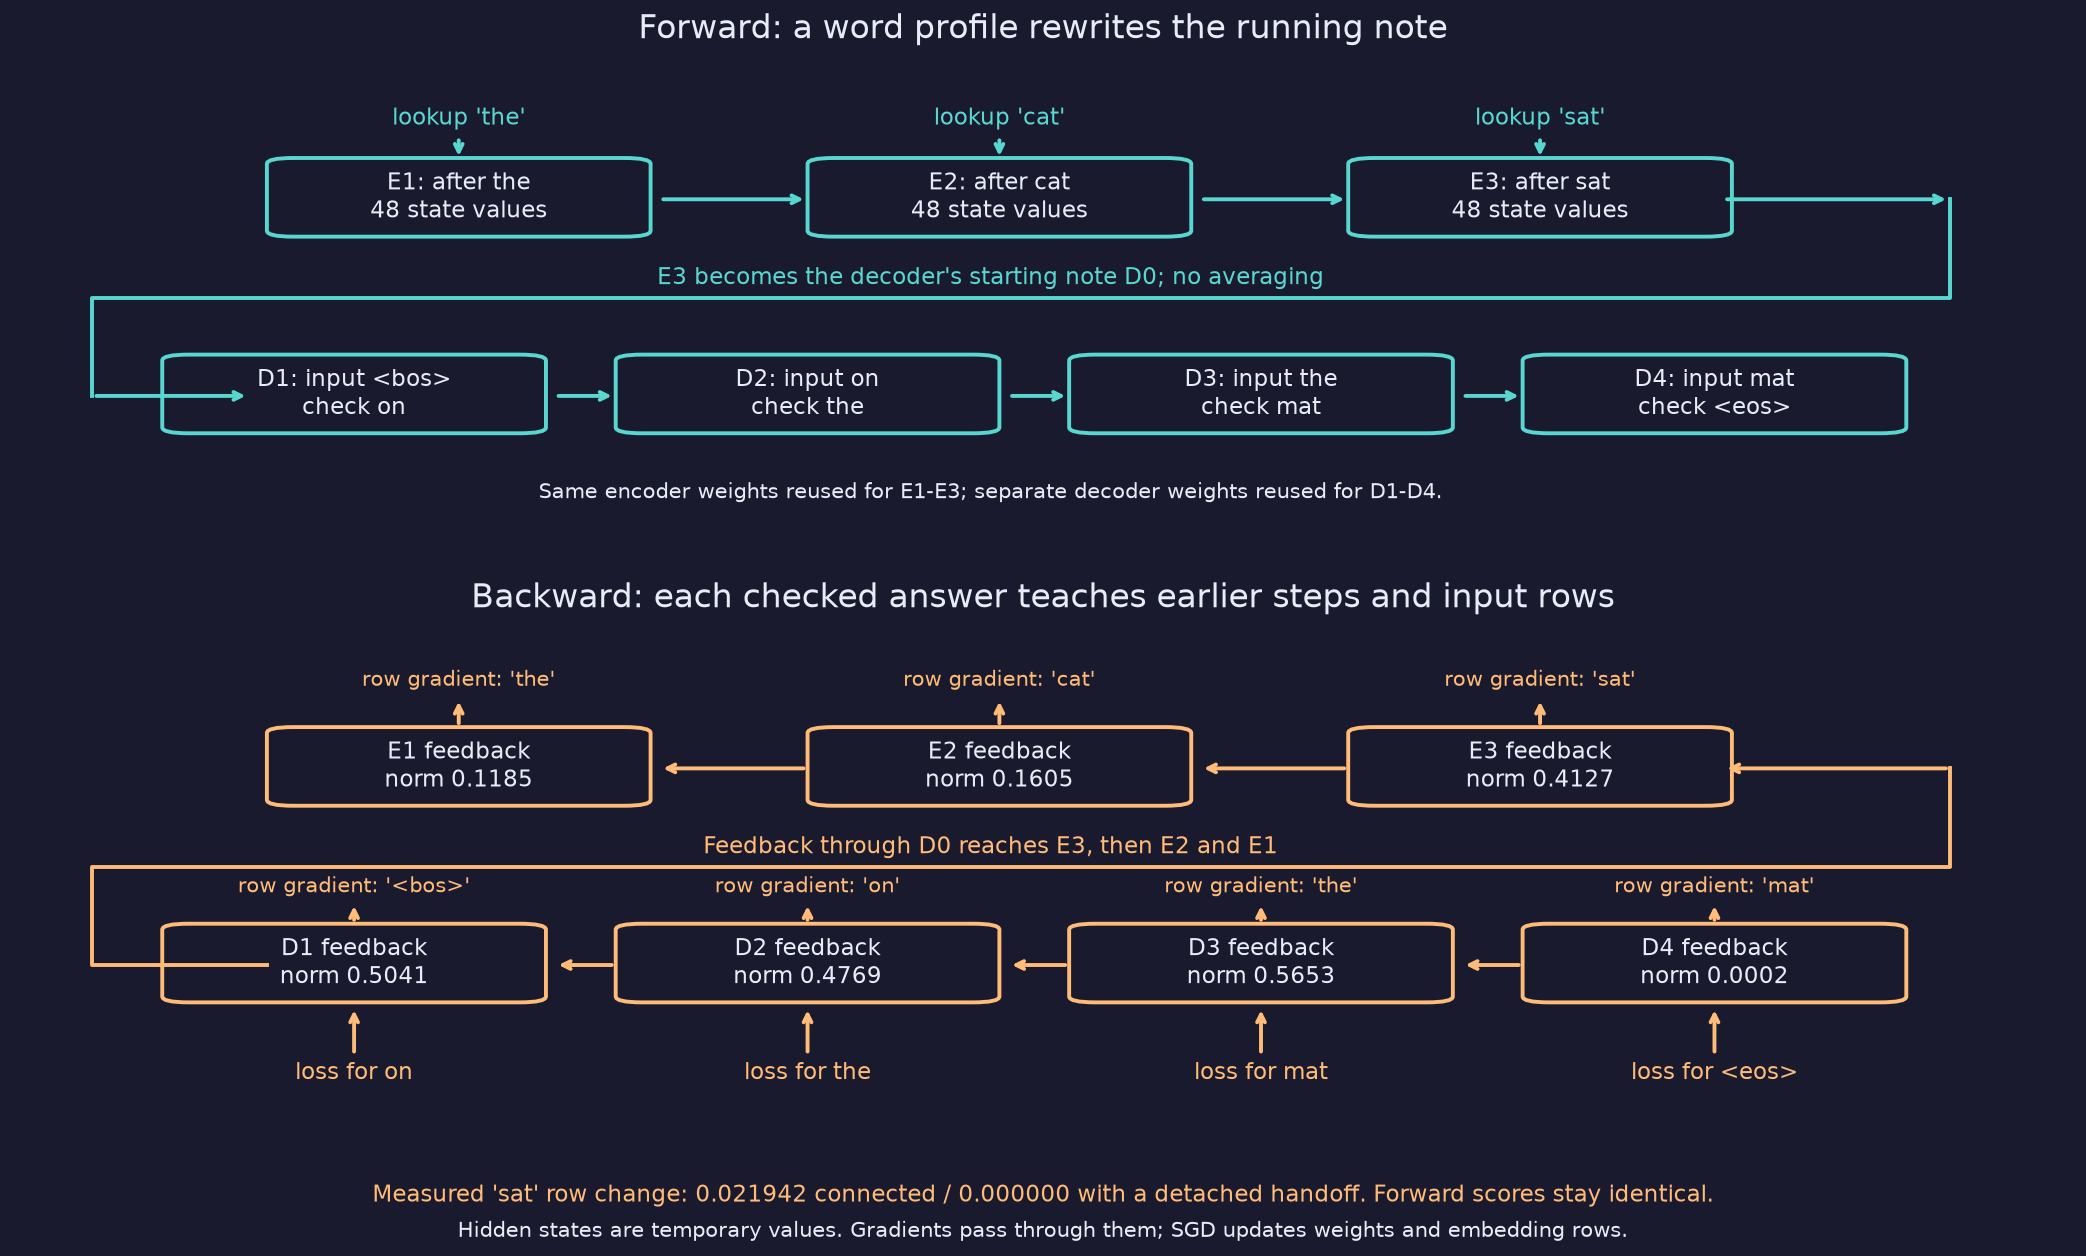 Forward: a word profile rewrites the running note
lookup 'the'
lookup 'cat'
lookup 'sat'
E1: after the
48 state values
E2: after cat
48 state values
E3: after sat
48 state values
E3 becomes the decoder's starting note D0; no averaging
D1: input <bos>
check on
D2: input on
check the
D3: input the
check mat
D4: input mat
check <eos>
Same encoder weights reused for E1-E3; separate decoder weights reused for D1-D4.
Backward: each checked answer teaches earlier steps and input rows
row gradient: 'the'
row gradient: 'cat'
row gradient: 'sat'
E1 feedback
norm 0.1185
E2 feedback
norm 0.1605
E3 feedback
norm 0.4127
Feedback through D0 reaches E3, then E2 and E1
row gradient: '<bos>'
row gradient: 'on'
row gradient: 'the'
row gradient: 'mat'
D1 feedback
norm 0.5041
D2 feedback
norm 0.4769
D3 feedback
norm 0.5653
D4 feedback
norm 0.0002
loss for on
loss for the
loss for mat
loss for <eos>
Measured 'sat' row change: 0.021942 connected / 0.000000 with a detached handoff. Forward scores stay identical.
Hidden states are temporary values. Gradients pass through them; SGD updates weights and embedding rows.